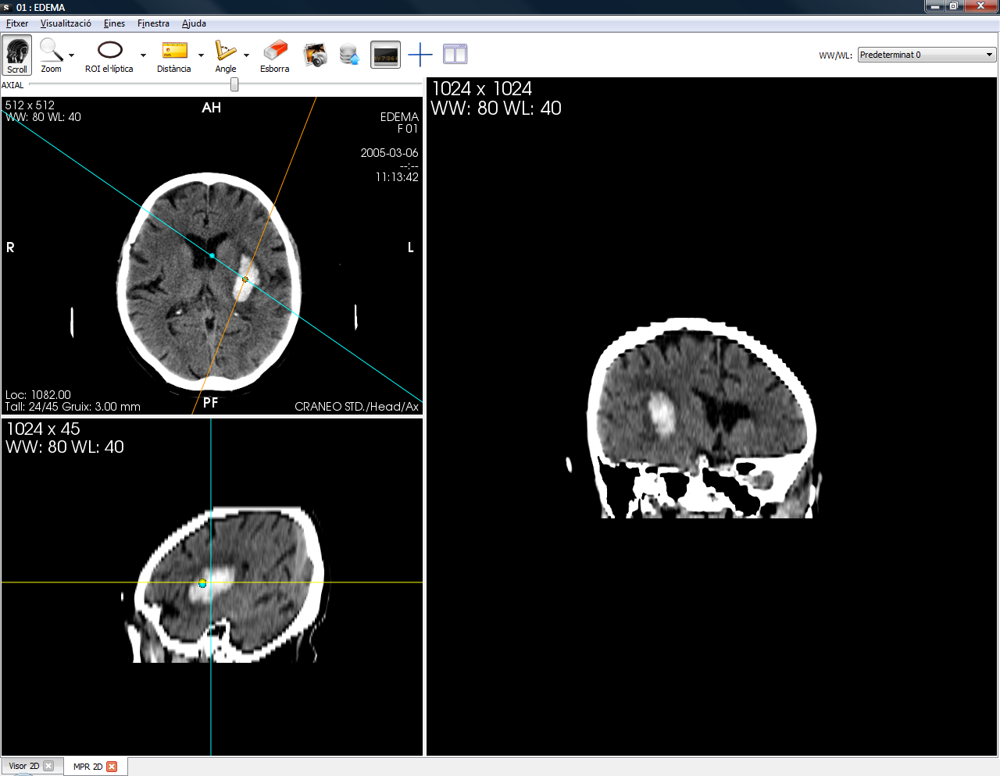 01 : EDEMA
Fitxer Visualització Eines Finestra Ajuda
Scroll Zoom ROI el·líptica Distància Angle Esborra WW/WL: Predeterminat 0
AXIAL
512 x 512
WW: 80 WL: 40
AH
EDEMA
F 01
2005-03-06
--:--
11:13:42
R
L
Loc: 1082.00
Tall: 24/45 Gruix: 3.00 mm
PF
CRANEO STD./Head/Ax
1024 x 45
WW: 80 WL: 40
1024 x 1024
WW: 80 WL: 40
Visor 2D MPR 2D